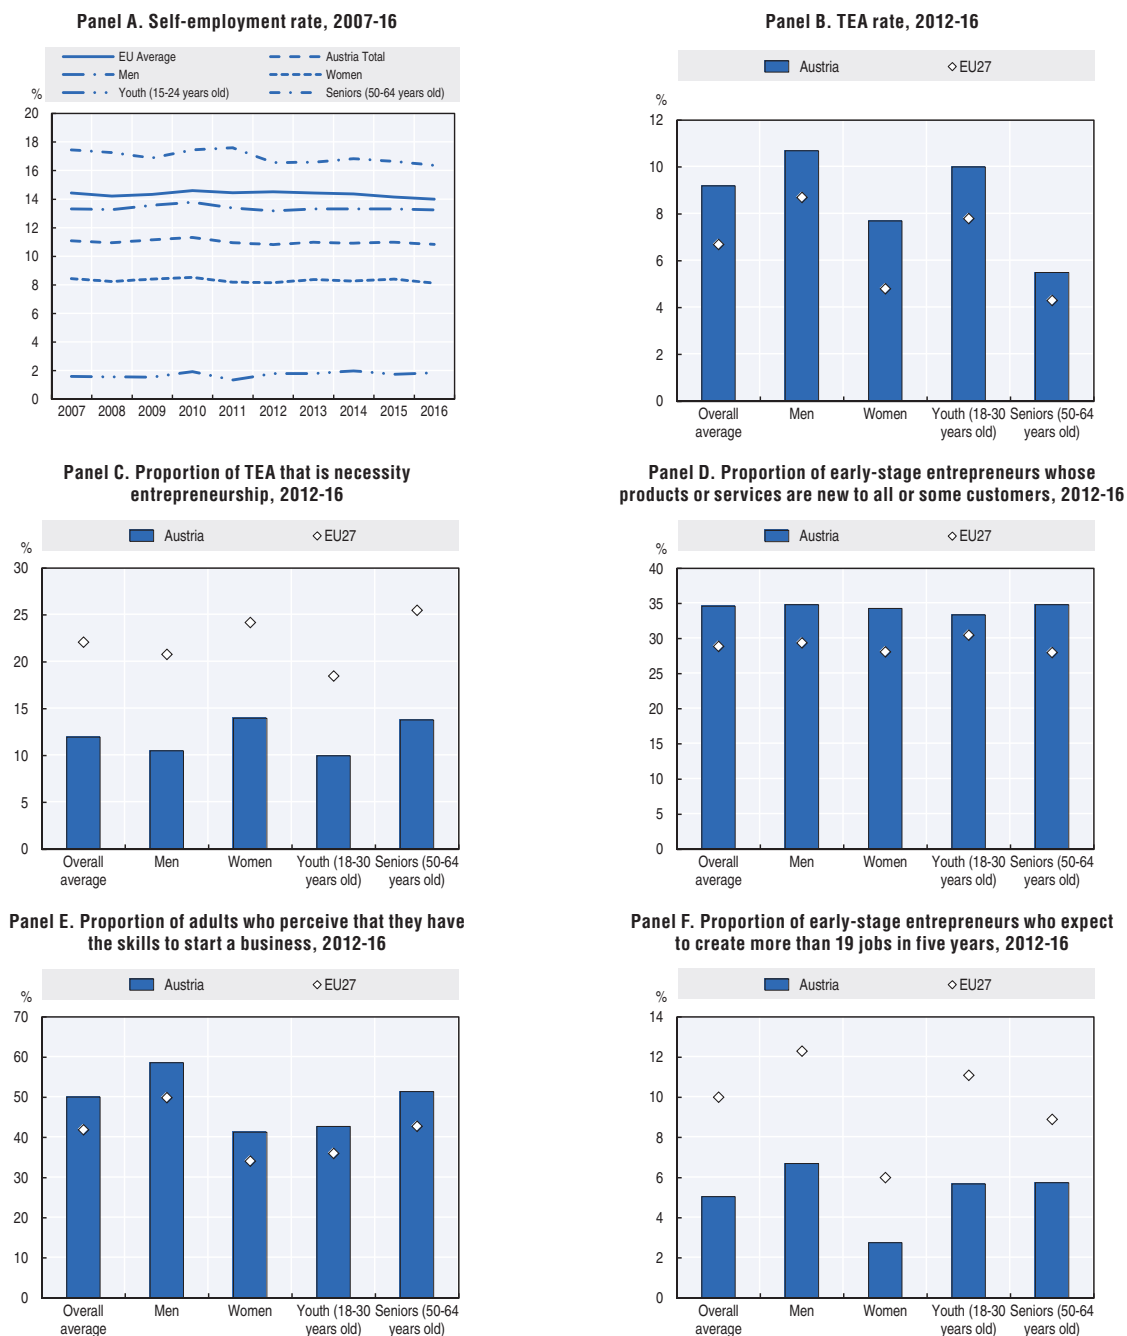 Panel A. Self-employment rate, 2007-16
EU Average
Austria Total
Men
Women
Youth (15-24 years old)
Seniors (50-64 years old)
%
20
18
16
14
12
10
8
6
4
2
0
2007 2008 2009 2010 2011 2012 2013 2014 2015 2016
Panel B. TEA rate, 2012-16
Austria
EU27
%
12
10
8
6
4
2
0
Overall average
Men
Women
Youth (18-30 years old)
Seniors (50-64 years old)
Panel C. Proportion of TEA that is necessity
entrepreneurship, 2012-16
Austria
EU27
%
30
25
20
15
10
5
0
Overall average
Men
Women
Youth (18-30 years old)
Seniors (50-64 years old)
Panel D. Proportion of early-stage entrepreneurs whose
products or services are new to all or some customers, 2012-16
Austria
EU27
%
40
35
30
25
20
15
10
5
0
Overall average
Men
Women
Youth (18-30 years old)
Seniors (50-64 years old)
Panel E. Proportion of adults who perceive that they have
the skills to start a business, 2012-16
Austria
EU27
%
70
60
50
40
30
20
10
0
Overall average
Men
Women
Youth (18-30 years old)
Seniors (50-64 years old)
Panel F. Proportion of early-stage entrepreneurs who expect
to create more than 19 jobs in five years, 2012-16
Austria
EU27
%
14
12
10
8
6
4
2
0
Overall average
Men
Women
Youth (18-30 years old)
Seniors (50-64 years old)